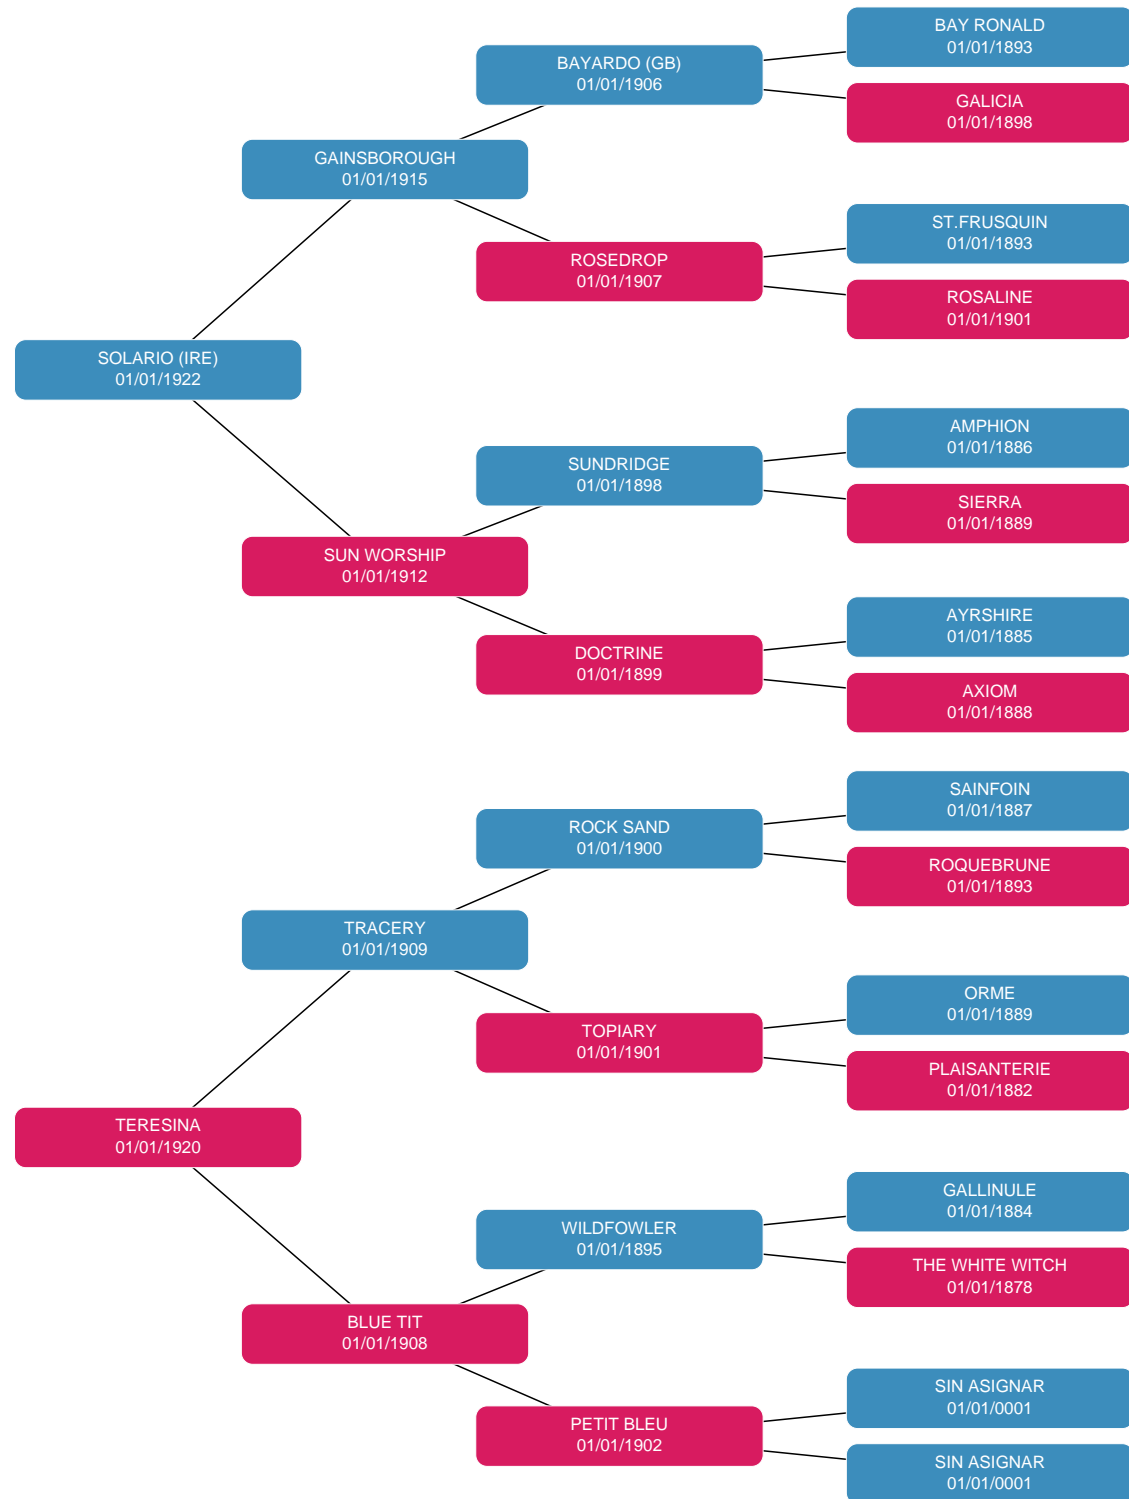 BAY RONALD
01/01/1893
BAYARDO (GB)
01/01/1906
GALICIA
01/01/1898
GAINSBOROUGH
01/01/1915
ST.FRUSQUIN
01/01/1893
ROSEDROP
01/01/1907
ROSALINE
01/01/1901
SOLARIO (IRE)
01/01/1922
AMPHION
01/01/1886
SUNDRIDGE
01/01/1898
SIERRA
01/01/1889
SUN WORSHIP
01/01/1912
AYRSHIRE
01/01/1885
DOCTRINE
01/01/1899
AXIOM
01/01/1888
SAINFOIN
01/01/1887
ROCK SAND
01/01/1900
ROQUEBRUNE
01/01/1893
TRACERY
01/01/1909
ORME
01/01/1889
TOPIARY
01/01/1901
PLAISANTERIE
01/01/1882
TERESINA
01/01/1920
GALLINULE
01/01/1884
WILDFOWLER
01/01/1895
THE WHITE WITCH
01/01/1878
BLUE TIT
01/01/1908
SIN ASIGNAR
01/01/0001
PETIT BLEU
01/01/1902
SIN ASIGNAR
01/01/0001